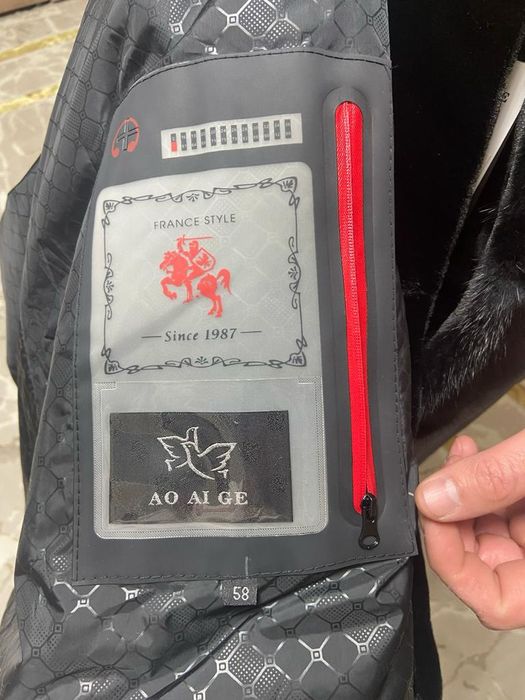 FRANCE STYLE
Since 1987
AO AI GE
58